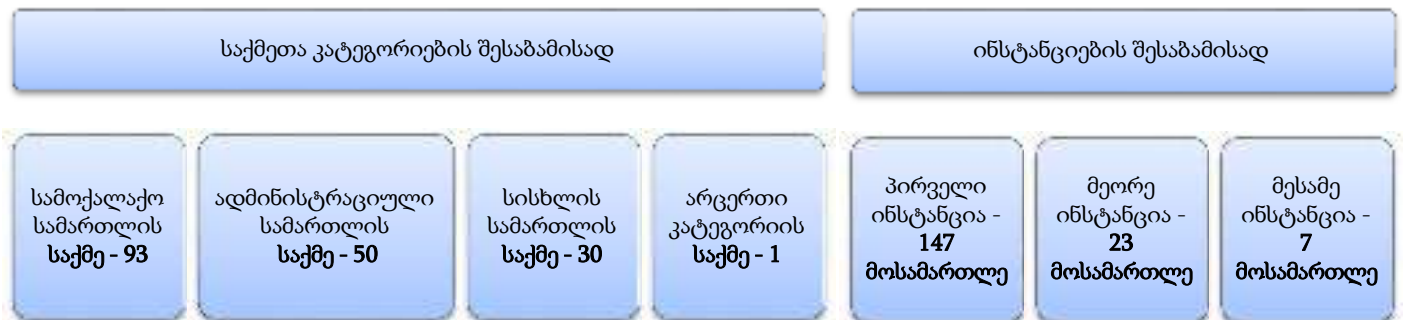 საქმეთა კატეგორიების შესაბამისად
ინსტანციების შესაბამისად
სამოქალაქო
სამართლის
საქმე - 93
ადმინისტრაციული
სამართლის
საქმე - 50
სისხლის
სამართლის
საქმე - 30
არცერთი
კატეგორიის
საქმე - 1
პირველი
ინსტანცია -
147
მოსამართლე
მეორე
ინსტანცია -
23
მოსამართლე
მესამე
ინსტანცია -
7
მოსამართლე